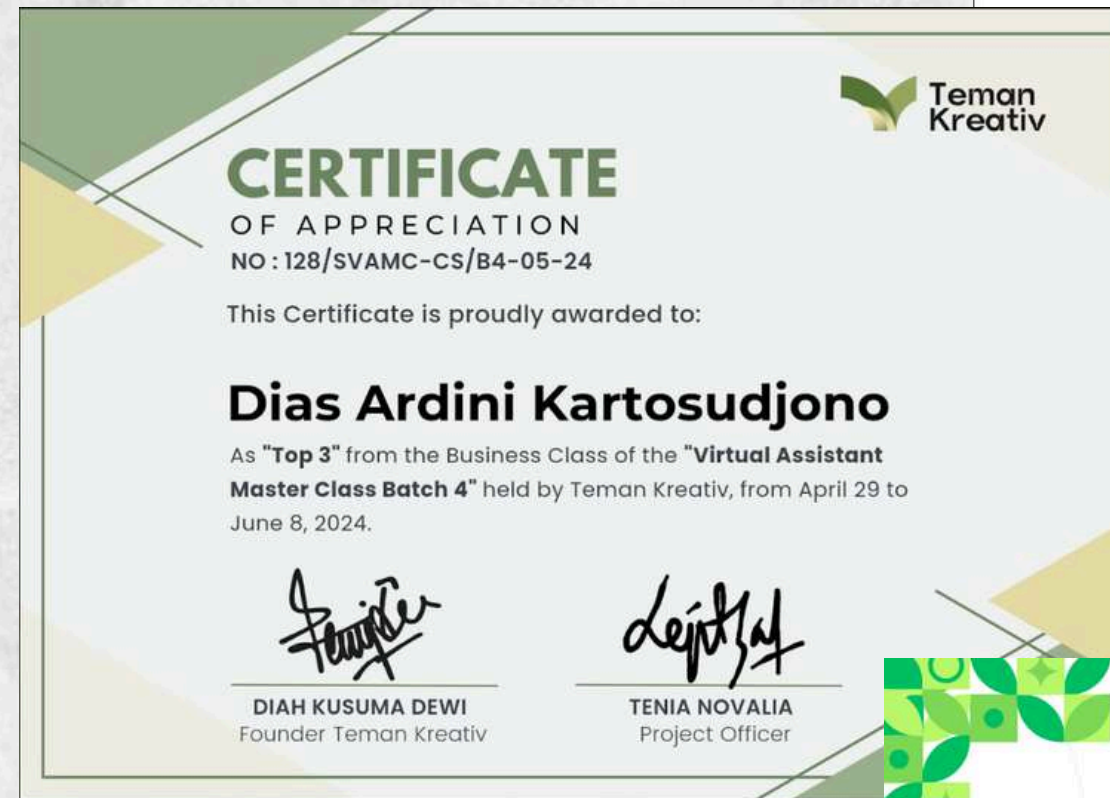 Teman
Kreativ
CERTIFICATE
OF APPRECIATION
NO : 128/SVAMC-CS/B4-05-24
This Certificate is proudly awarded to:
Dias Ardini Kartosudjono
As "Top 3" from the Business Class of the "Virtual Assistant
Master Class Batch 4" held by Teman Kreativ, from April 29 to
June 8, 2024.
DIAH KUSUMA DEWI
Founder Teman Kreativ
TENIA NOVALIA
Project Officer